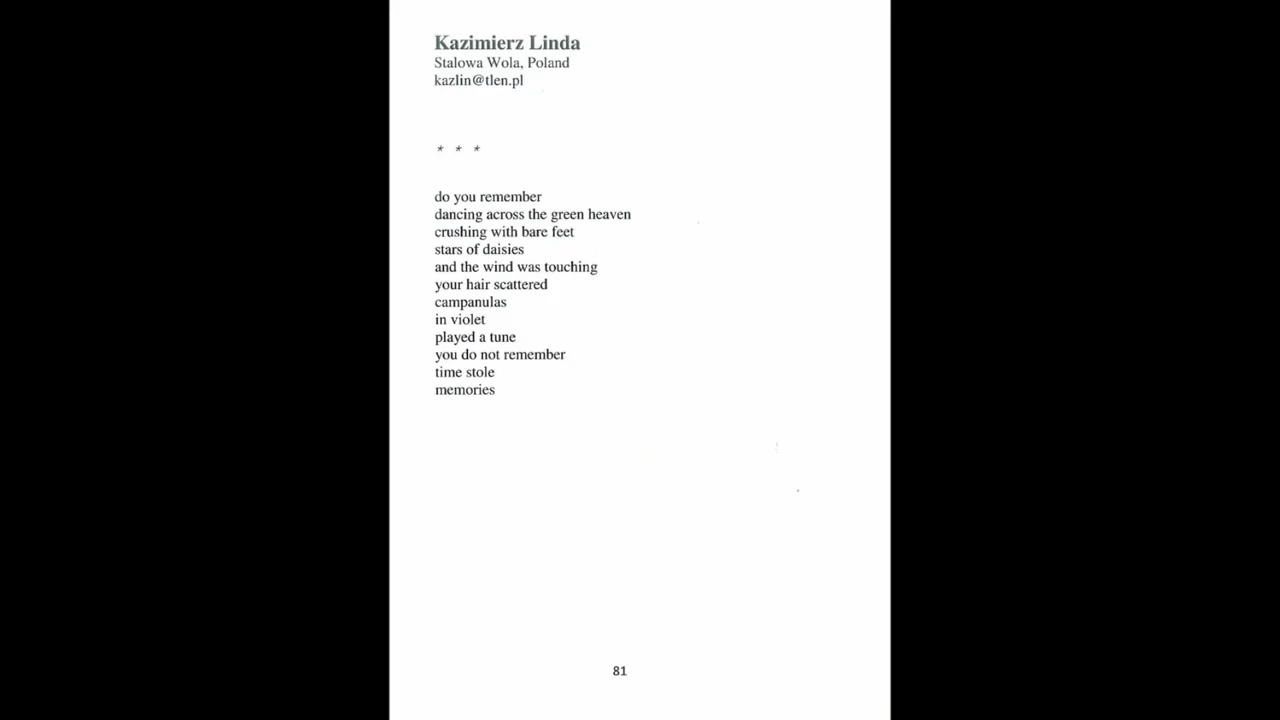 Kazimierz Linda
Stalowa Wola, Poland
kazlin@tlen.pl
* * *
do you remember
dancing across the green heaven
crushing with bare feet
stars of daisies
and the wind was touching
your hair scattered
campanulas
in violet
played a tune
you do not remember
time stole
memories
81